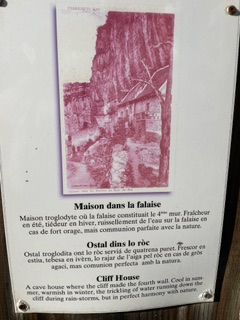 Maison dans la falaise
Maison troglodyte où la falaise constituait le 4ème mur. Fraîcheur
en été, tiédeur en hiver, ruissellement de l'eau sur la falaise en
cas de fort orage, mais communion parfaite avec la nature.
Ostal dins lo ròc
Ostal troglodita ont lo ròc serviá de quatrena paret. Frescor en
estiu, tebesa en ivèrn, lo rajar de l'aiga pel ròc en cas de gròs
agaci, mas comunion perfecta amb la natura.
Cliff House
A cave house where the cliff made the fourth wall. Cool in sum-
mer, warmish in winter, the trickling of water running down the
cliff during rain-storms, but in perfect harmony with nature.